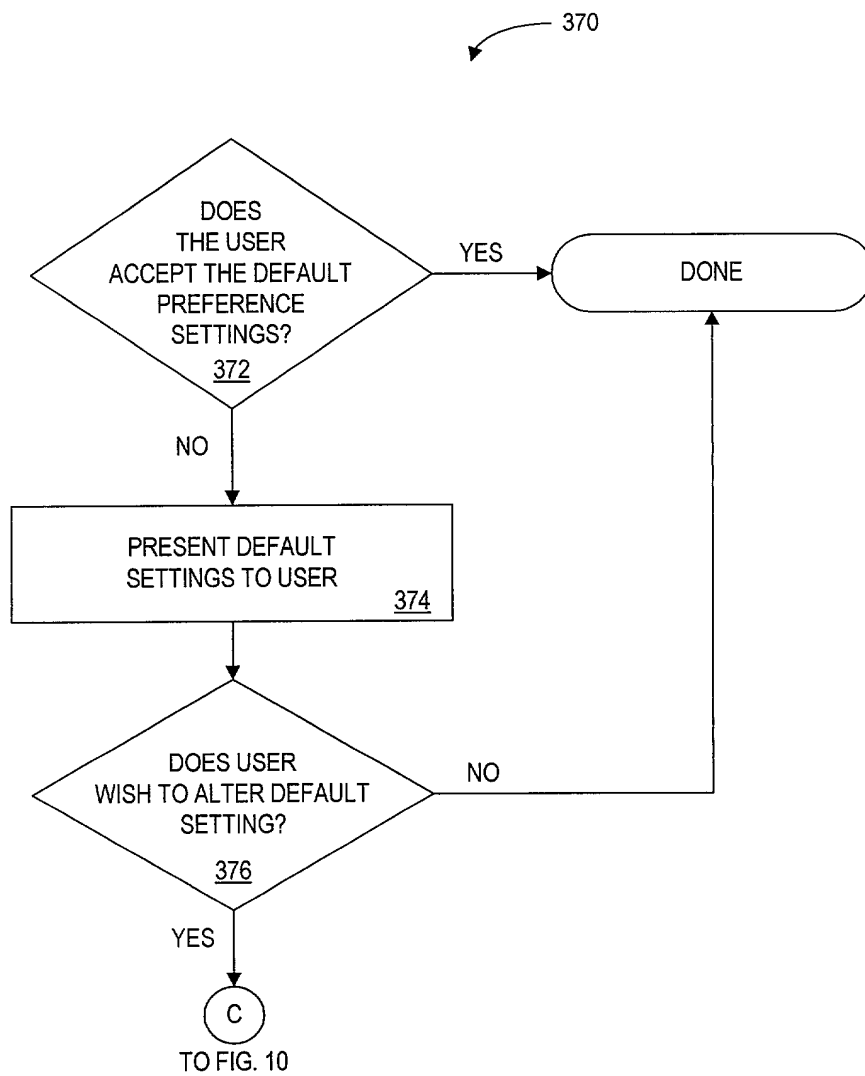 370
DOES
THE USER
ACCEPT THE DEFAULT
PREFERENCE
SETTINGS?
372
YES
DONE
NO
PRESENT DEFAULT
SETTINGS TO USER
374
DOES USER
WISH TO ALTER DEFAULT
SETTING?
376
NO
YES
C
TO FIG. 10